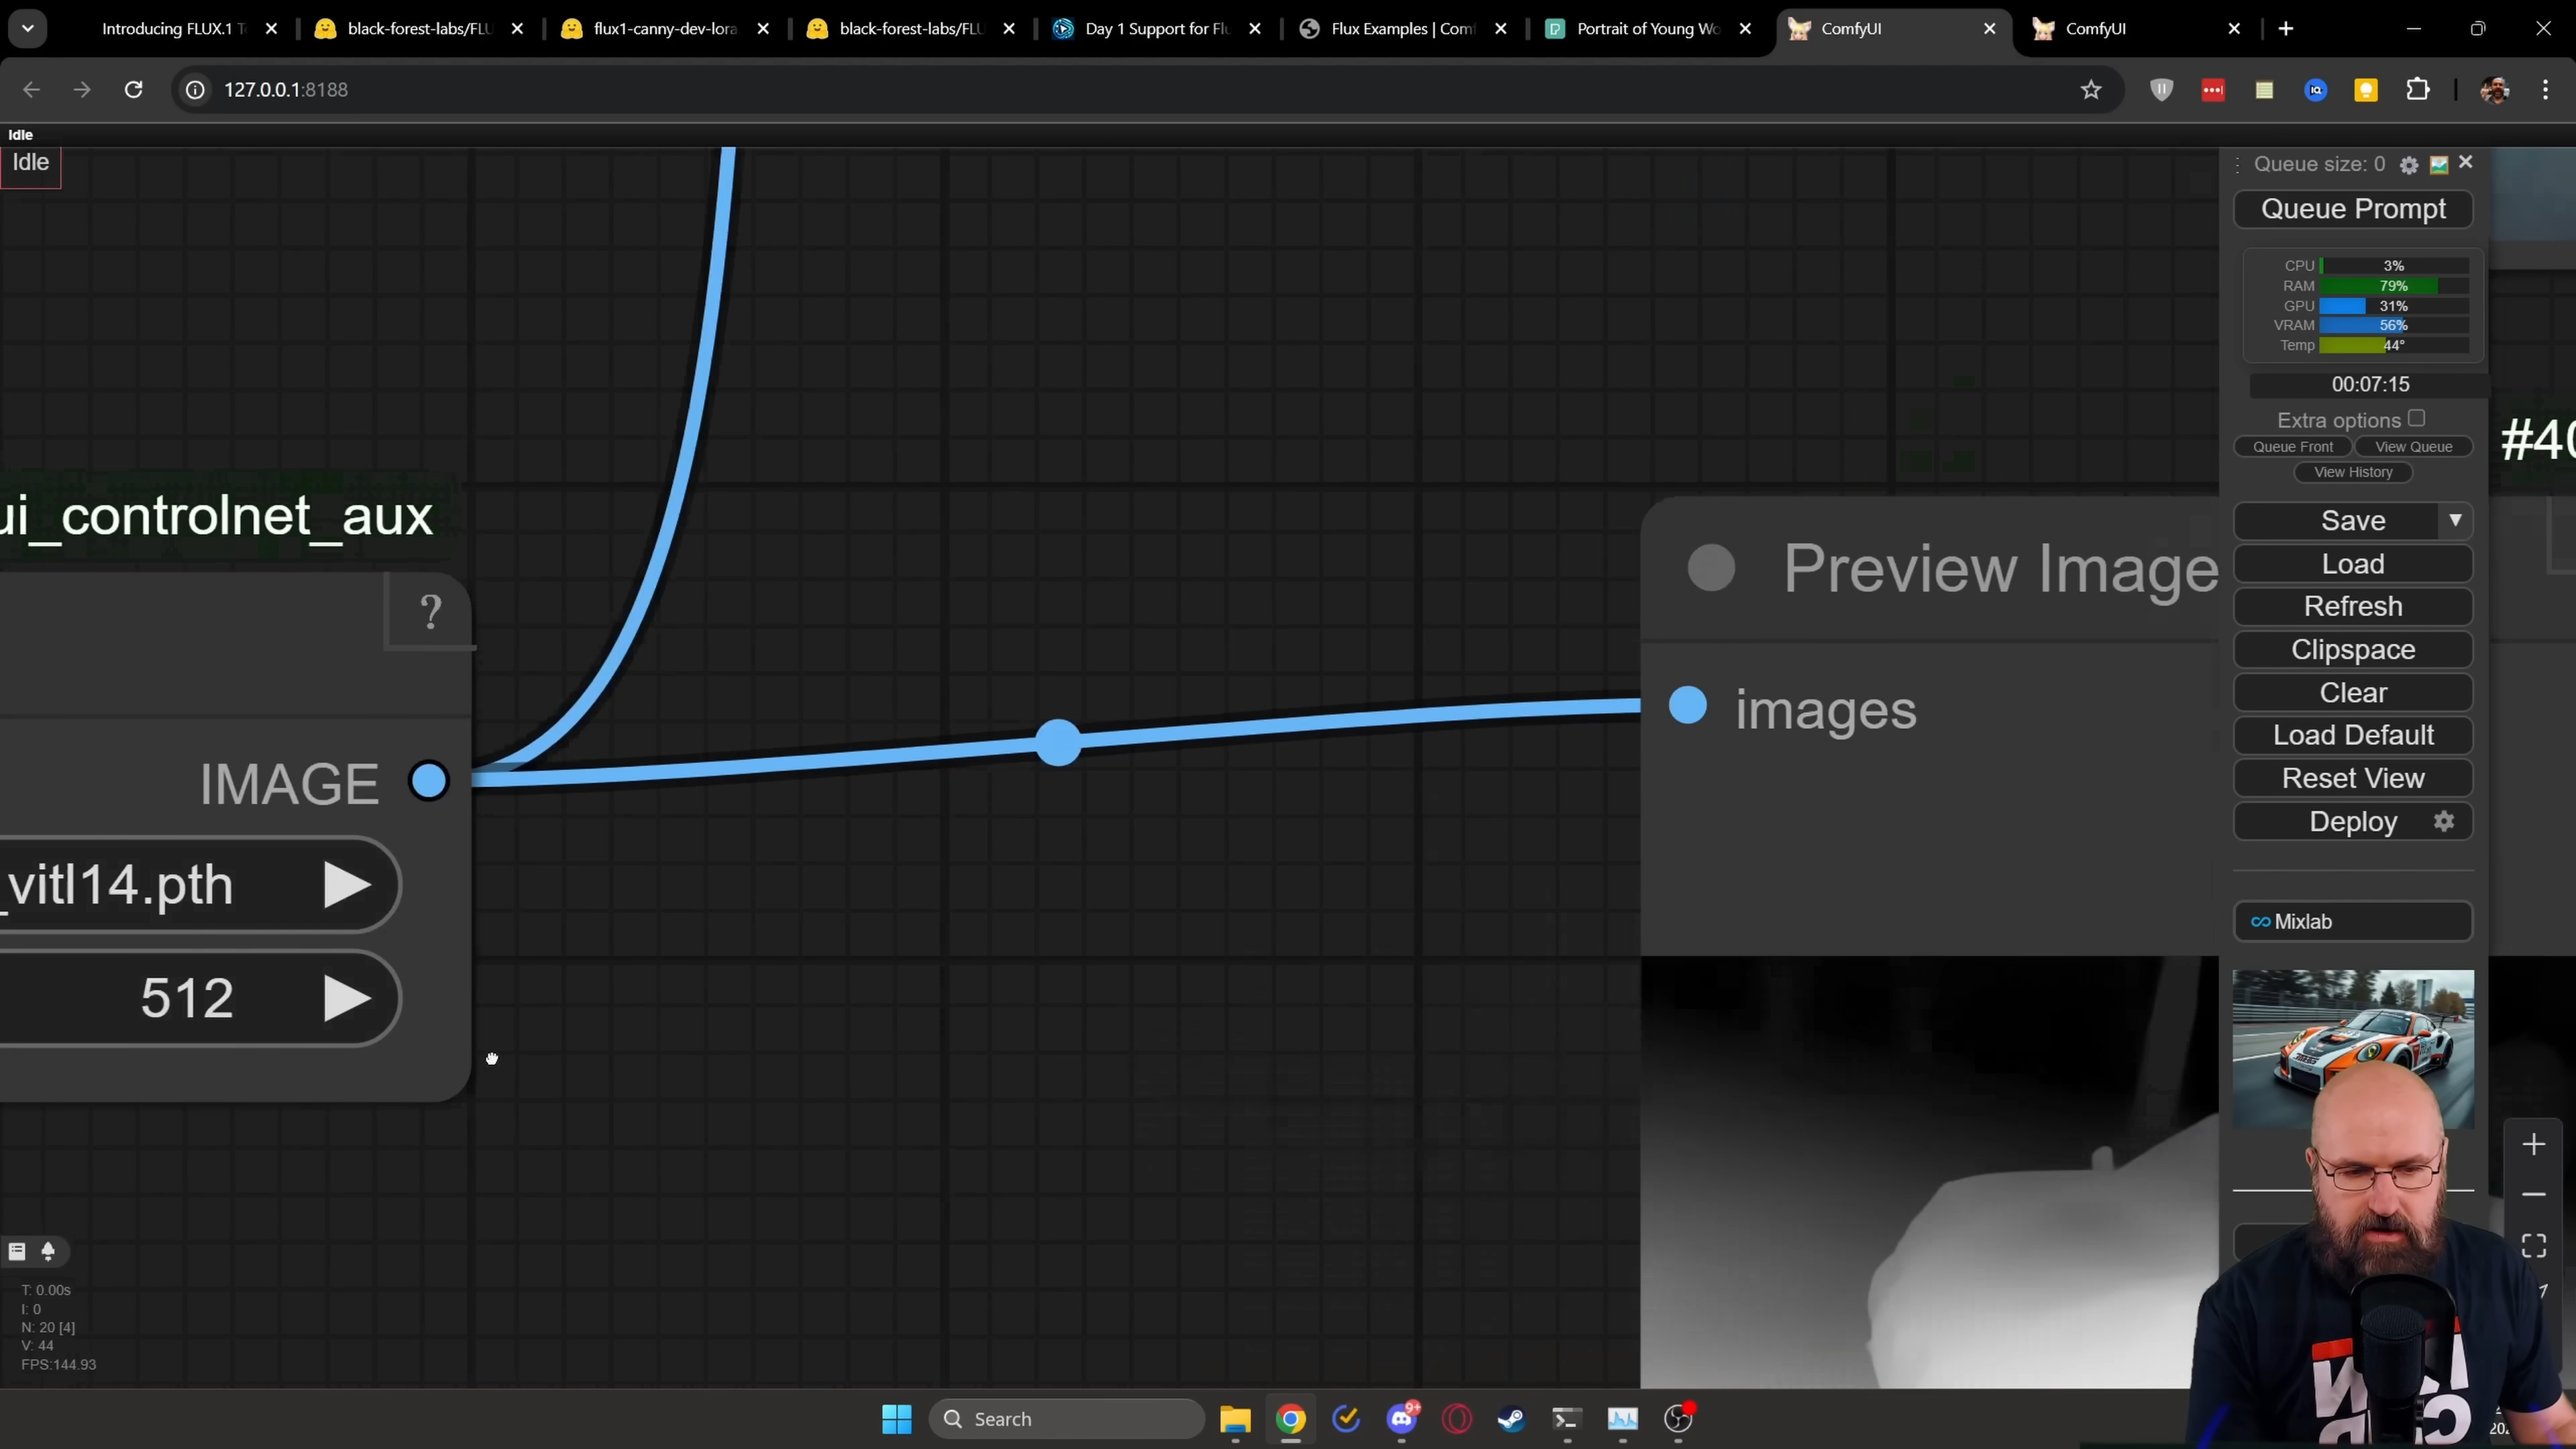 Introducing FLUX.1 T
black-forest-labs/FLU
flux1-canny-dev-lora
black-forest-labs/FLU
Day 1 Support for Flu
Flux Examples | Com
Portrait of Young Wo
ComfyUI
ComfyUI
127.0.0.1:8188
Idle
Idle
Queue size: 0
Queue Prompt
CPU 3%
RAM 79%
GPU 31%
VRAM 56%
Temp 44°
00:07:15
Extra options
Queue Front
View Queue
View History
#40
Save
Load
Refresh
Clipspace
Clear
Load Default
Reset View
Deploy
Mixlab
ui_controlnet_aux
?
IMAGE
_vitl14.pth
512
Preview Image
images
T: 0.00s
I: 0
N: 20 [4]
V: 44
FPS:144.93
Search
9+